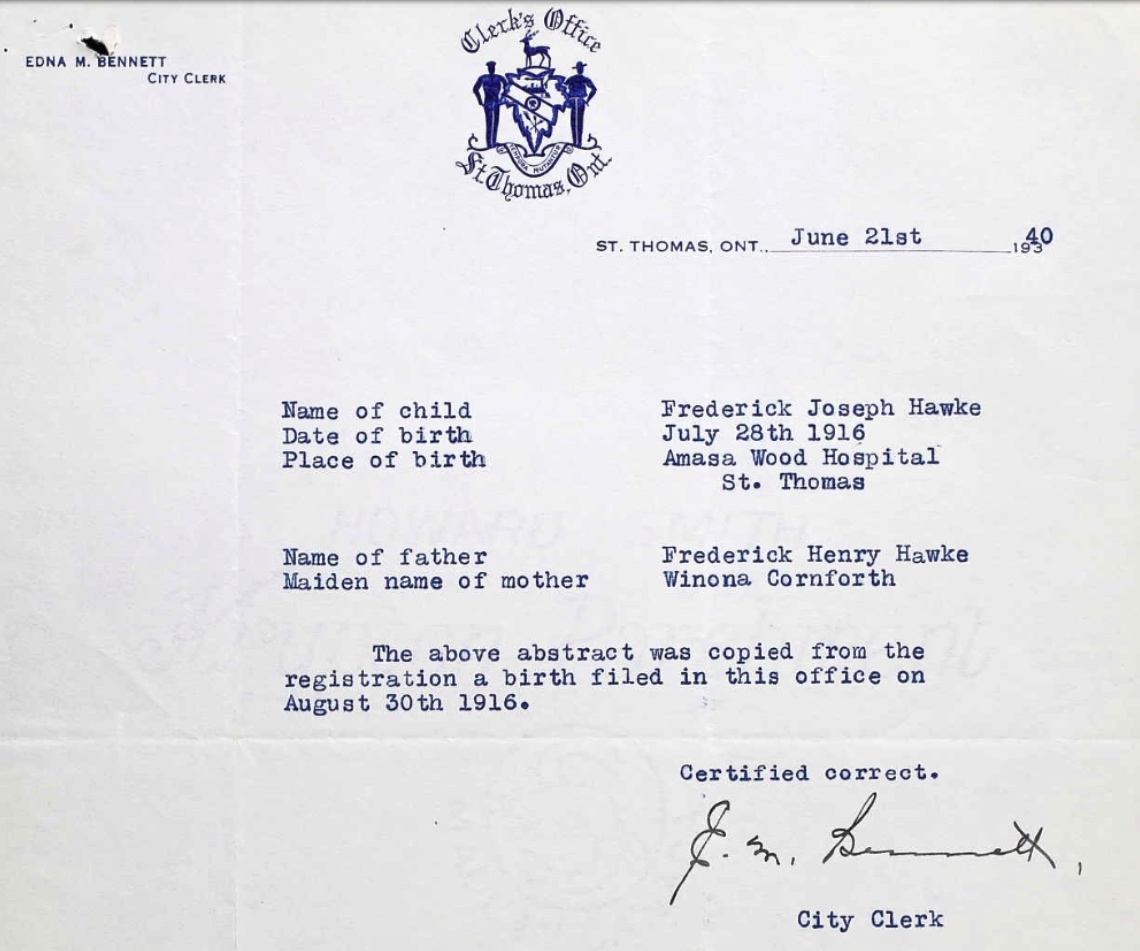 Clerk's Office
EDNA M. BENNETT
CITY CLERK
TEMPORA MUTANTUR
St. Thomas, Ont.
ST. THOMAS, ONT., June 21st 19340
Name of child Frederick Joseph Hawke
Date of birth July 28th 1916
Place of birth Amasa Wood Hospital
St. Thomas
Name of father Frederick Henry Hawke
Maiden name of mother Winona Cornforth
The above abstract was copied from the
registration a birth filed in this office on
August 30th 1916.
Certified correct.
E. M. Bennett,
City Clerk